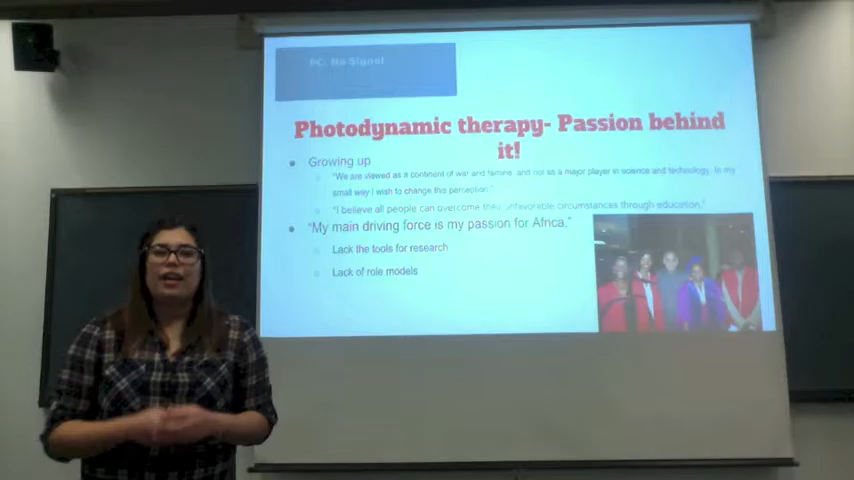 PC: No Signal
Photodynamic therapy- Passion behind
it!
Growing up
"We are viewed as a continent of war and famine, and not as a major player in science and technology. In my
small way I wish to change this perception."
"I believe all people can overcome their unfavorable circumstances through education."
"My main driving force is my passion for Africa."
Lack the tools for research
Lack of role models